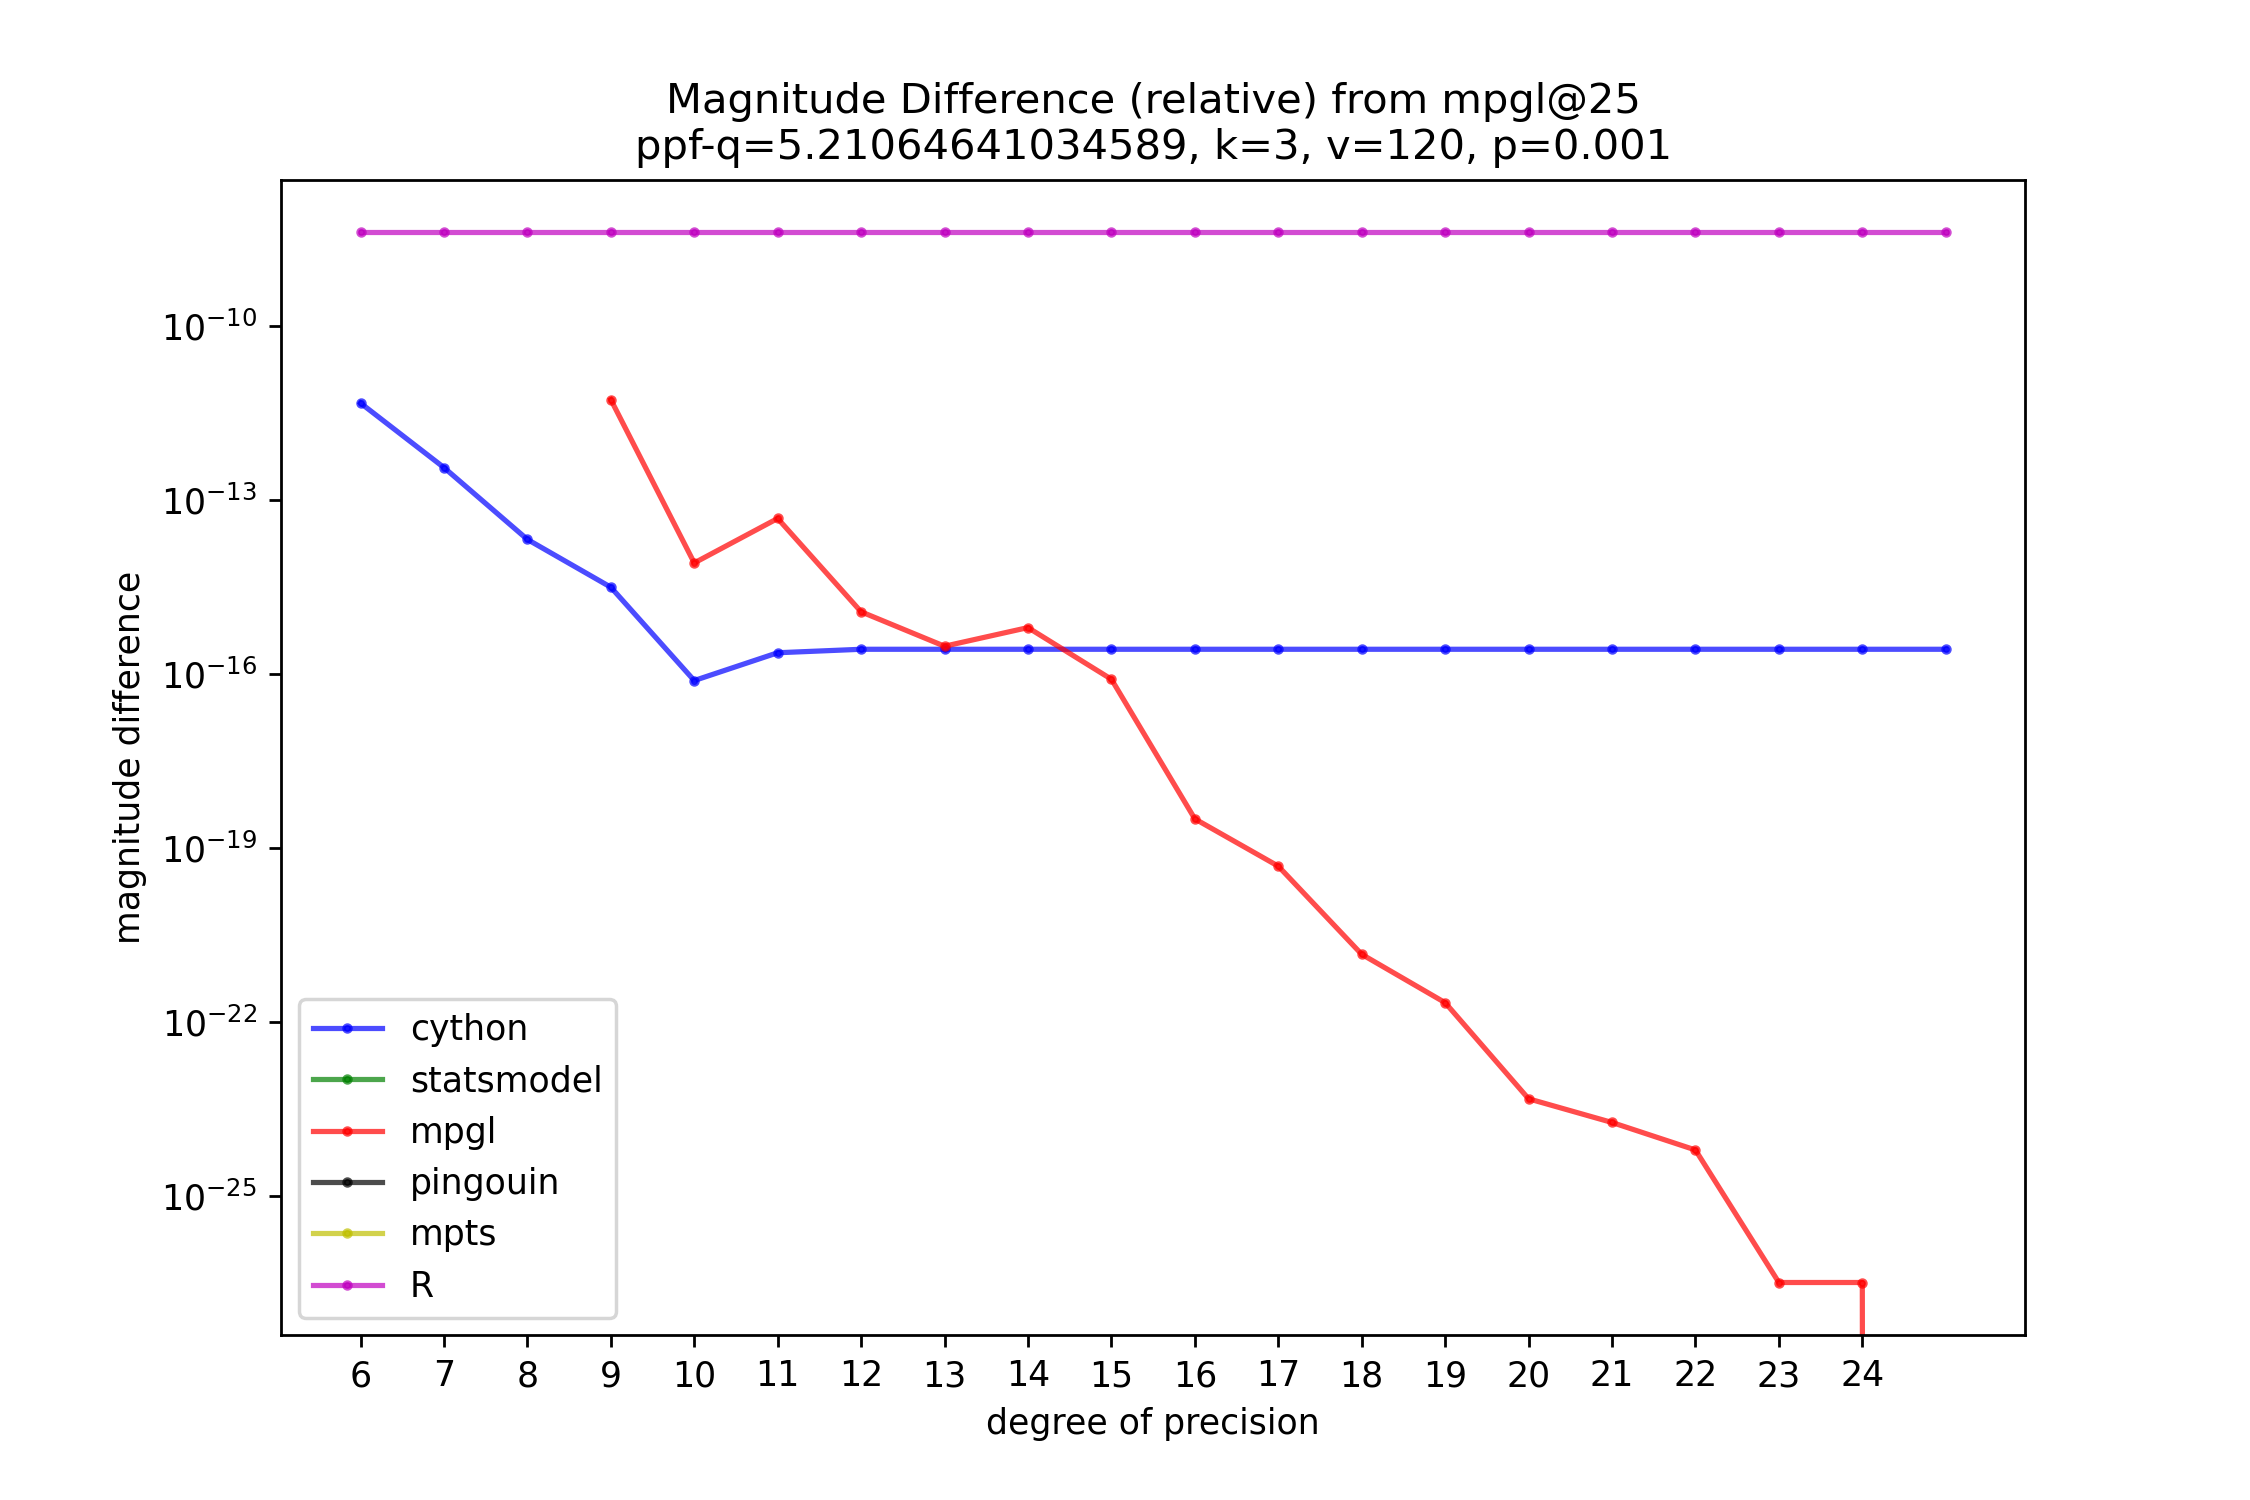 Magnitude Difference (relative) from mpgl@25
ppf-q=5.21064641034589, k=3, v=120, p=0.001
magnitude difference
10−10
10−13
10−16
10−19
10−22
10−25
cython
statsmodel
mpgl
pingouin
mpts
R
6 7 8 9 10 11 12 13 14 15 16 17 18 19 20 21 22 23 24
degree of precision